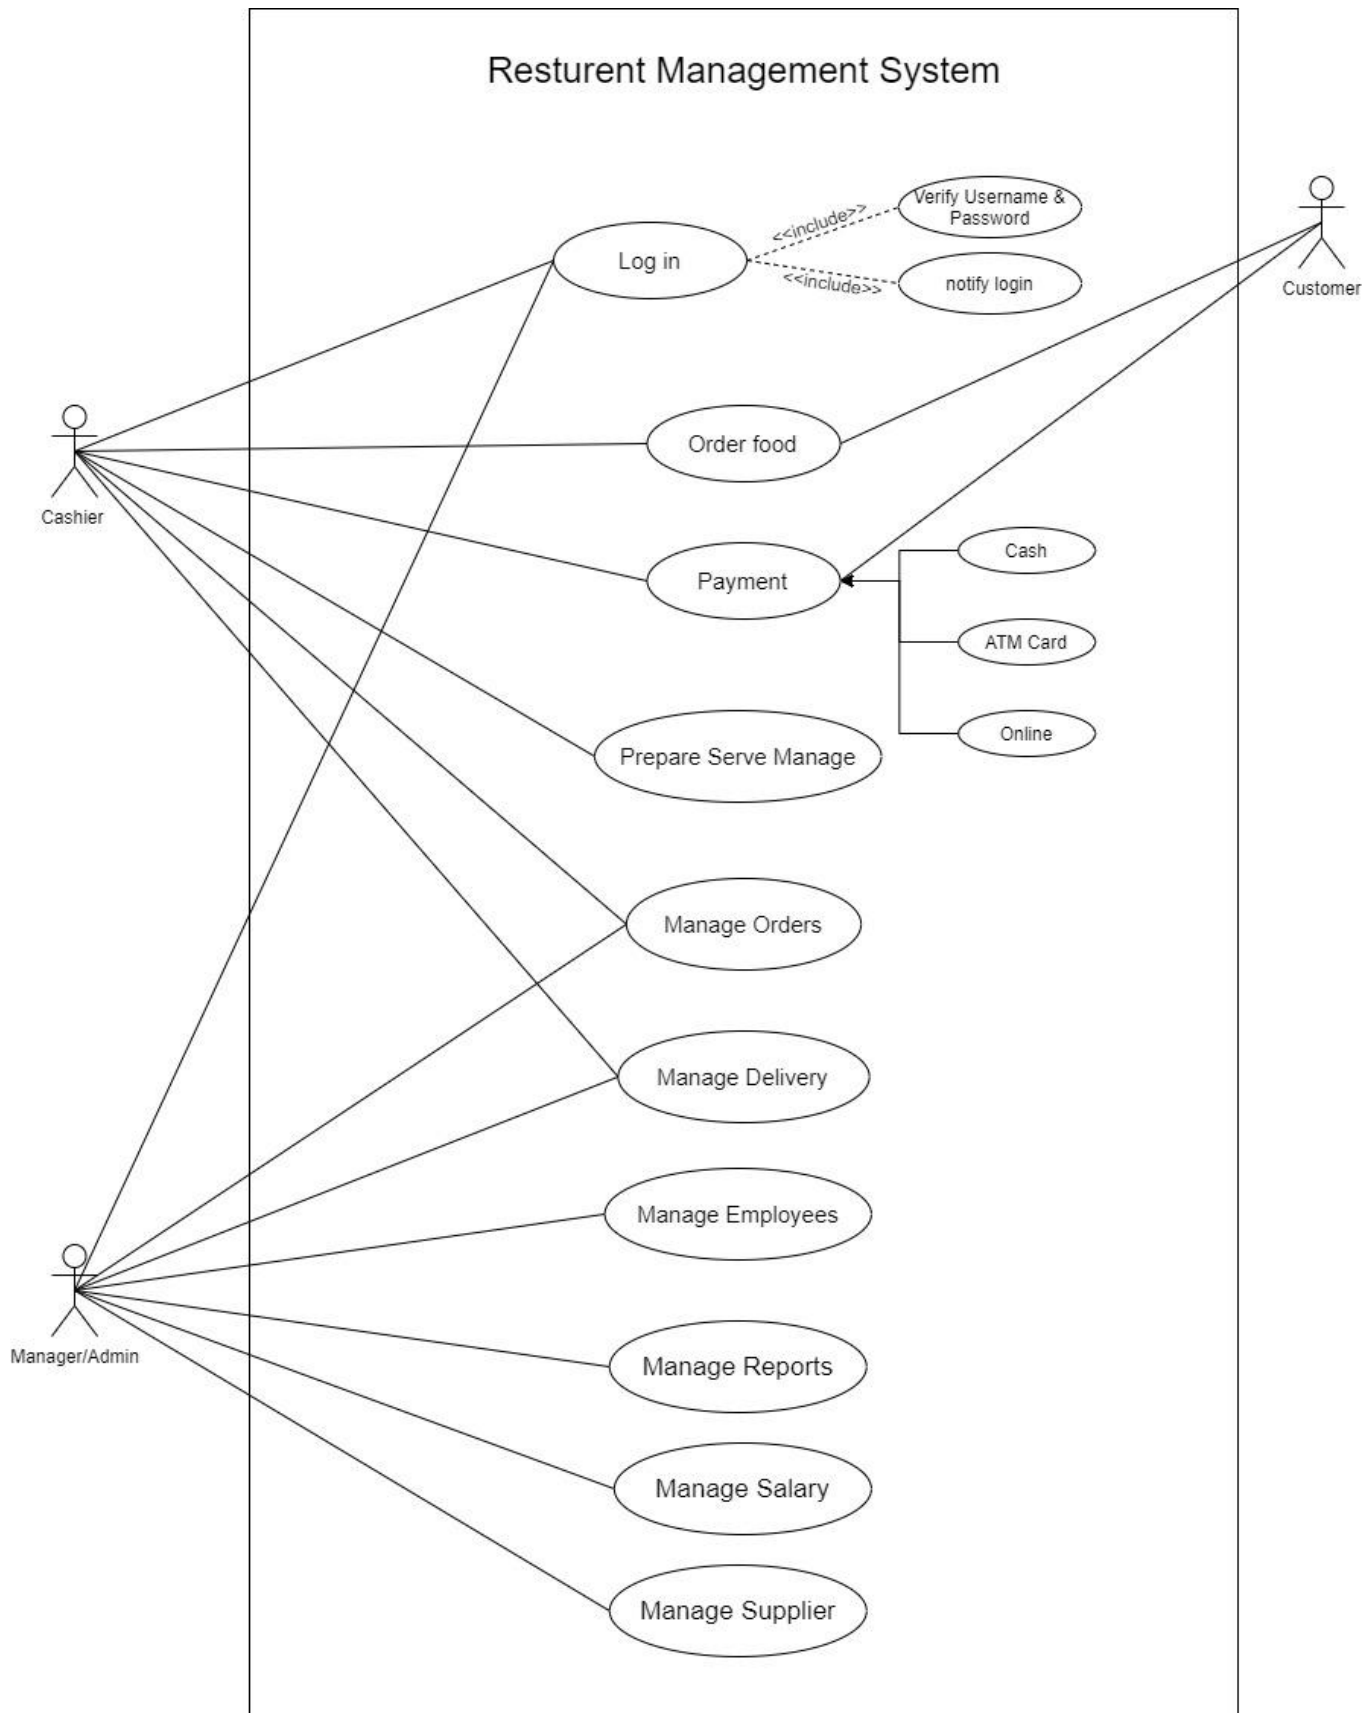 Resturent Management System
Verify Username &
Password
<<include>>
Log in
<<include>>
notify login
Customer
Order food
Cashier
Cash
Payment
ATM Card
Online
Prepare Serve Manage
Manage Orders
Manage Delivery
Manage Employees
Manager/Admin
Manage Reports
Manage Salary
Manage Supplier